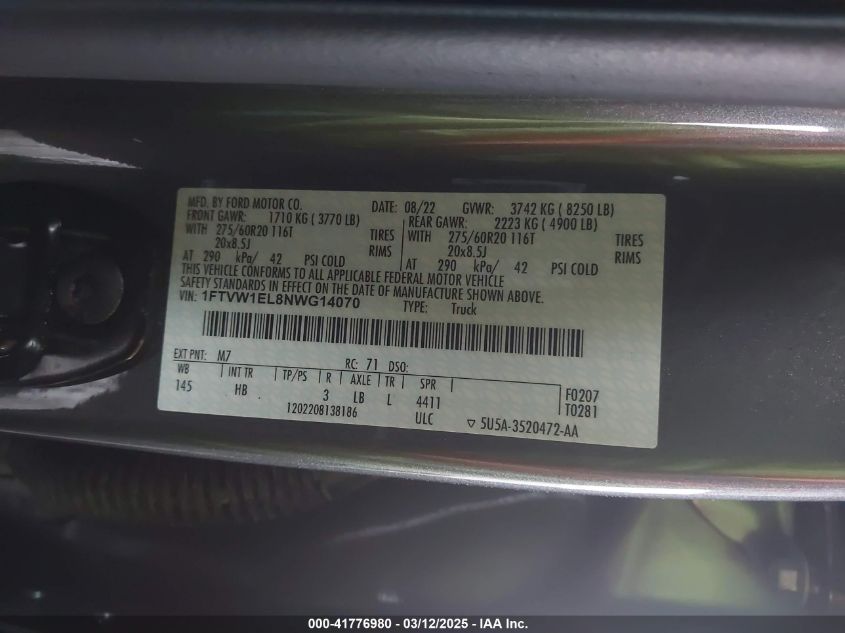 MFD. BY FORD MOTOR CO. DATE: 08/22 GVWR: 3742 KG ( 8250 LB)
FRONT GAWR: 1710 KG ( 3770 LB) REAR GAWR: 2223 KG ( 4900 LB)
WITH 275/60R20 116T TIRES WITH 275/60R20 116T TIRES
20x8.5J RIMS 20x8.5J RIMS
AT 290 kPa/ 42 PSI COLD AT 290 kPa/ 42 PSI COLD
THIS VEHICLE CONFORMS TO ALL APPLICABLE FEDERAL MOTOR VEHICLE
SAFETY STANDARDS IN EFFECT ON THE DATE OF MANUFACTURE SHOWN ABOVE.
VIN: 1FTVW1EL8NWG14070 TYPE: Truck
EXT PNT: M7 RC: 71 DSO:
WB INT TR TP/PS R AXLE TR SPR F0207
145 HB 3 LB L 4411 T0281
1202208138186 ULC ▽ 5U5A-3520472-AA
000-41776980 - 03/12/2025 - IAA Inc.